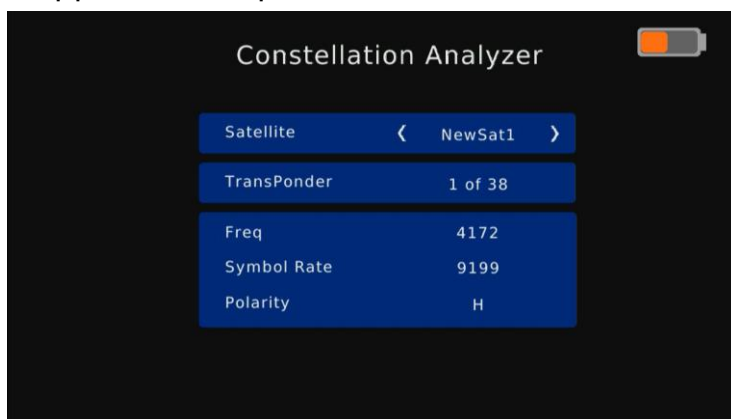 Constellation Analyzer
Satellite ❮ NewSat1 ❯
TransPonder 1 of 38
Freq 4172
Symbol Rate 9199
Polarity H